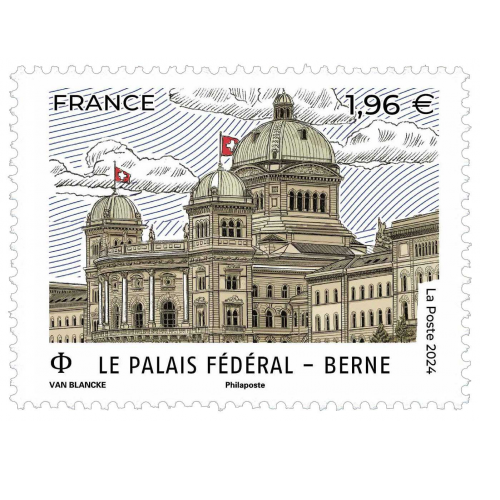 FRANCE
1,96 €
La Poste 2024
LE PALAIS FÉDÉRAL - BERNE
VAN BLANCKE
Philaposte